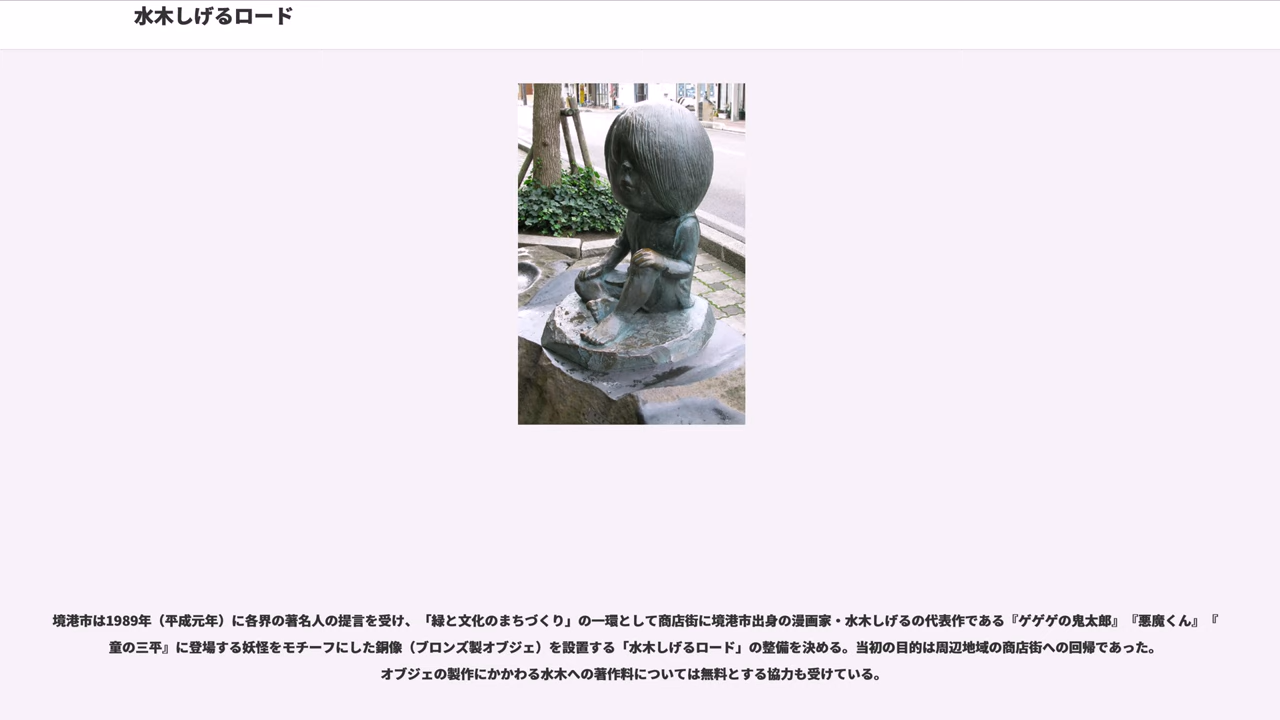 水木しげるロード
境港市は1989年（平成元年）に各界の著名人の提言を受け、「緑と文化のまちづくり」の一環として商店街に境港市出身の漫画家・水木しげるの代表作である『ゲゲゲの鬼太郎』『悪魔くん』『
童の三平』に登場する妖怪をモチーフにした銅像（ブロンズ製オブジェ）を設置する「水木しげるロード」の整備を決める。当初の目的は周辺地域の商店街への回帰であった。
オブジェの製作にかかわる水木への著作料については無料とする協力も受けている。